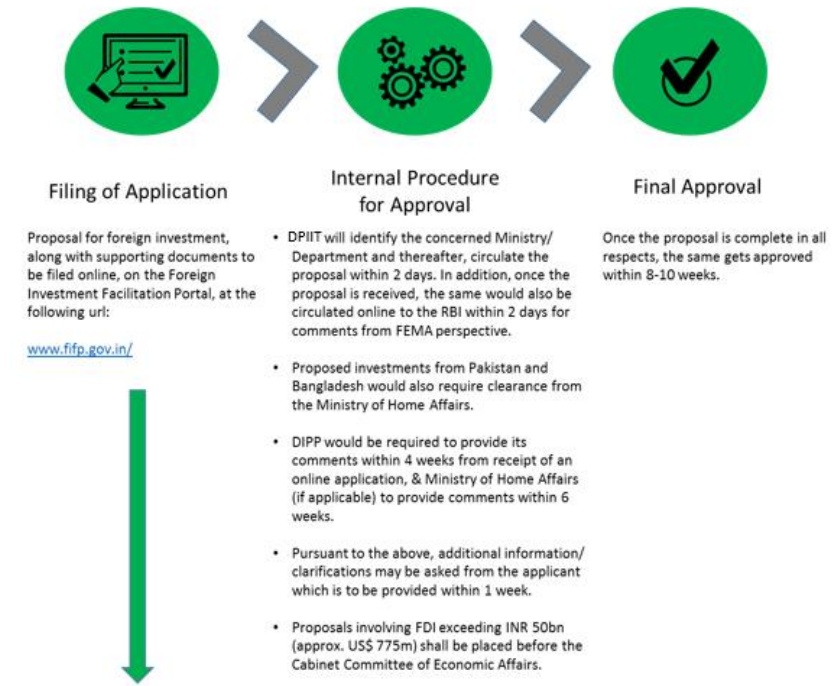 Filing of Application
Proposal for foreign investment,
along with supporting documents to
be filed online, on the Foreign
Investment Facilitation Portal, at the
following url:
www.fifp.gov.in/
Internal Procedure
for Approval
• DPIIT will identify the concerned Ministry/
Department and thereafter, circulate the
proposal within 2 days. In addition, once the
proposal is received, the same would also be
circulated online to the RBI within 2 days for
comments from FEMA perspective.
• Proposed investments from Pakistan and
Bangladesh would also require clearance from
the Ministry of Home Affairs.
• DIPP would be required to provide its
comments within 4 weeks from receipt of an
online application, & Ministry of Home Affairs
(if applicable) to provide comments within 6
weeks.
• Pursuant to the above, additional information/
clarifications may be asked from the applicant
which is to be provided within 1 week.
• Proposals involving FDI exceeding INR 50bn
(approx. US$ 775m) shall be placed before the
Cabinet Committee of Economic Affairs.
Final Approval
Once the proposal is complete in all
respects, the same gets approved
within 8-10 weeks.